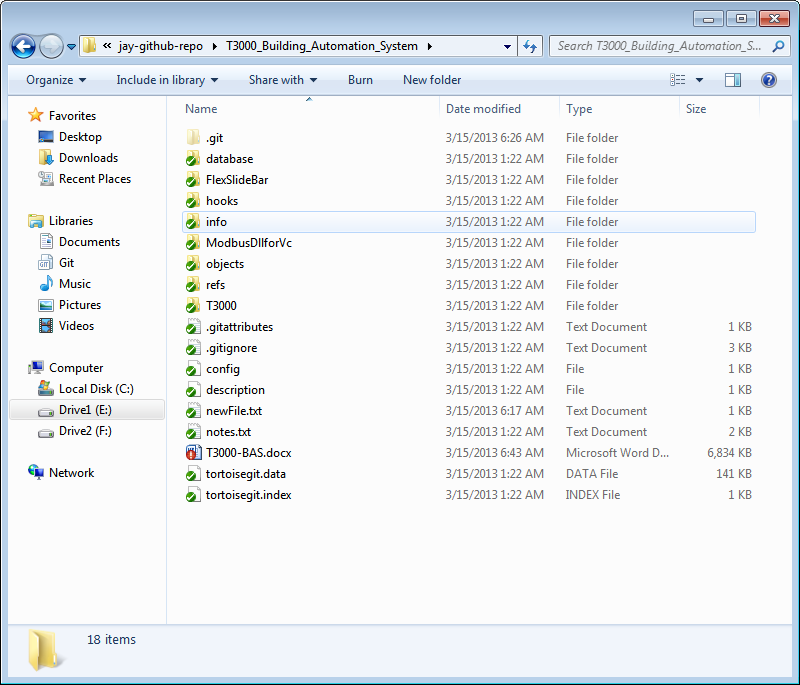 « jay-github-repo ▸ T3000_Building_Automation_System ▸
Search T3000_Building_Automation_S...
Organize Include in library Share with Burn New folder
Name Date modified Type Size
Favorites
Desktop
Downloads
Recent Places
Libraries
Documents
Git
Music
Pictures
Videos
Computer
Local Disk (C:)
Drive1 (E:)
Drive2 (F:)
Network
.git 3/15/2013 6:26 AM File folder
database 3/15/2013 1:22 AM File folder
FlexSlideBar 3/15/2013 1:22 AM File folder
hooks 3/15/2013 1:22 AM File folder
info 3/15/2013 1:22 AM File folder
ModbusDllforVc 3/15/2013 1:22 AM File folder
objects 3/15/2013 1:22 AM File folder
refs 3/15/2013 1:22 AM File folder
T3000 3/15/2013 1:22 AM File folder
.gitattributes 3/15/2013 1:22 AM Text Document 1 KB
.gitignore 3/15/2013 1:22 AM Text Document 3 KB
config 3/15/2013 1:22 AM File 1 KB
description 3/15/2013 1:22 AM File 1 KB
newFile.txt 3/15/2013 6:17 AM Text Document 1 KB
notes.txt 3/15/2013 1:22 AM Text Document 2 KB
T3000-BAS.docx 3/15/2013 6:43 AM Microsoft Word D... 6,834 KB
tortoisegit.data 3/15/2013 1:22 AM DATA File 141 KB
tortoisegit.index 3/15/2013 1:22 AM INDEX File 1 KB
18 items